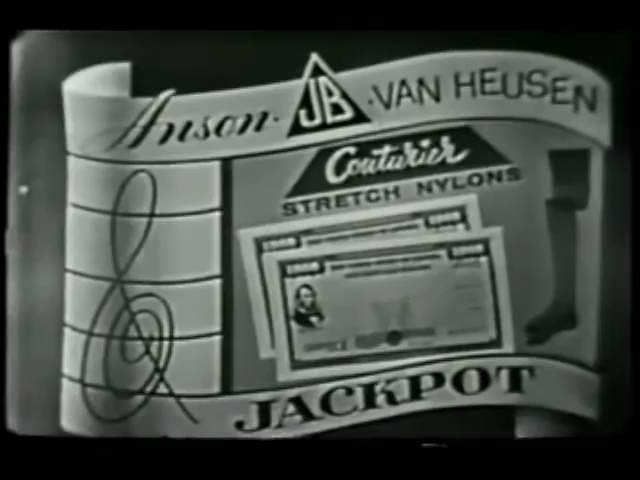 Anson · JB · VAN HEUSEN
Couturier
STRETCH NYLONS
JACKPOT